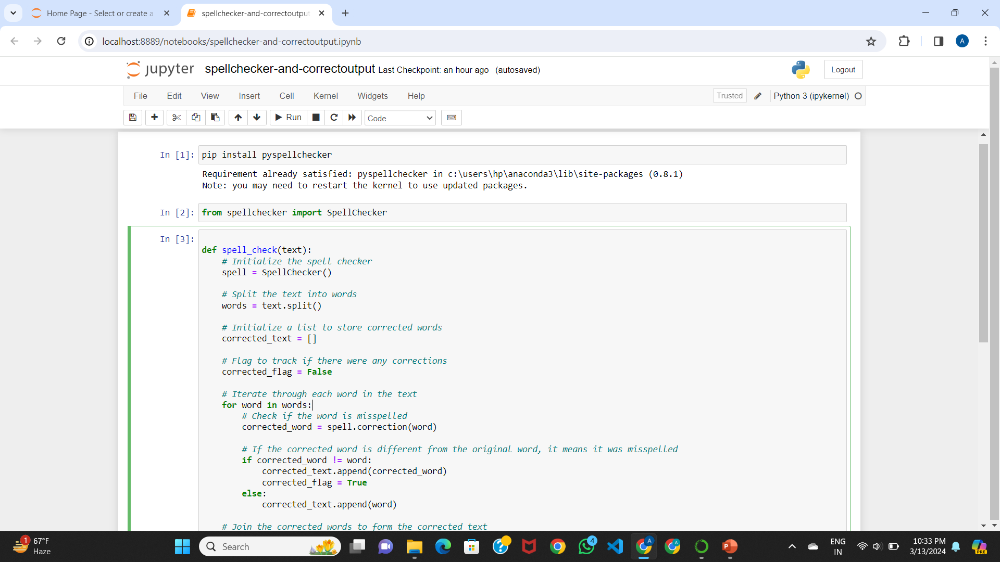 Home Page - Select or create a
spellchecker-and-correctoutput
localhost:8889/notebooks/spellchecker-and-correctoutput.ipynb
A
jupyter spellchecker-and-correctoutput Last Checkpoint: an hour ago (autosaved)
Logout
File Edit View Insert Cell Kernel Widgets Help
Trusted Python 3 (ipykernel)
Run Code
In [1]: pip install pyspellchecker
Requirement already satisfied: pyspellchecker in c:\users\hp\anaconda3\lib\site-packages (0.8.1)
Note: you may need to restart the kernel to use updated packages.
In [2]: from spellchecker import SpellChecker
In [3]:
def spell_check(text):
    # Initialize the spell checker
    spell = SpellChecker()
    # Split the text into words
    words = text.split()
    # Initialize a list to store corrected words
    corrected_text = []
    # Flag to track if there were any corrections
    corrected_flag = False
    # Iterate through each word in the text
    for word in words:
        # Check if the word is misspelled
        corrected_word = spell.correction(word)
        # If the corrected word is different from the original word, it means it was misspelled
        if corrected_word != word:
            corrected_text.append(corrected_word)
            corrected_flag = True
        else:
            corrected_text.append(word)
    # Join the corrected words to form the corrected text
1
67°F
Haze
Search
4
A
A
P
ENG
IN
10:33 PM
3/13/2024
PRE